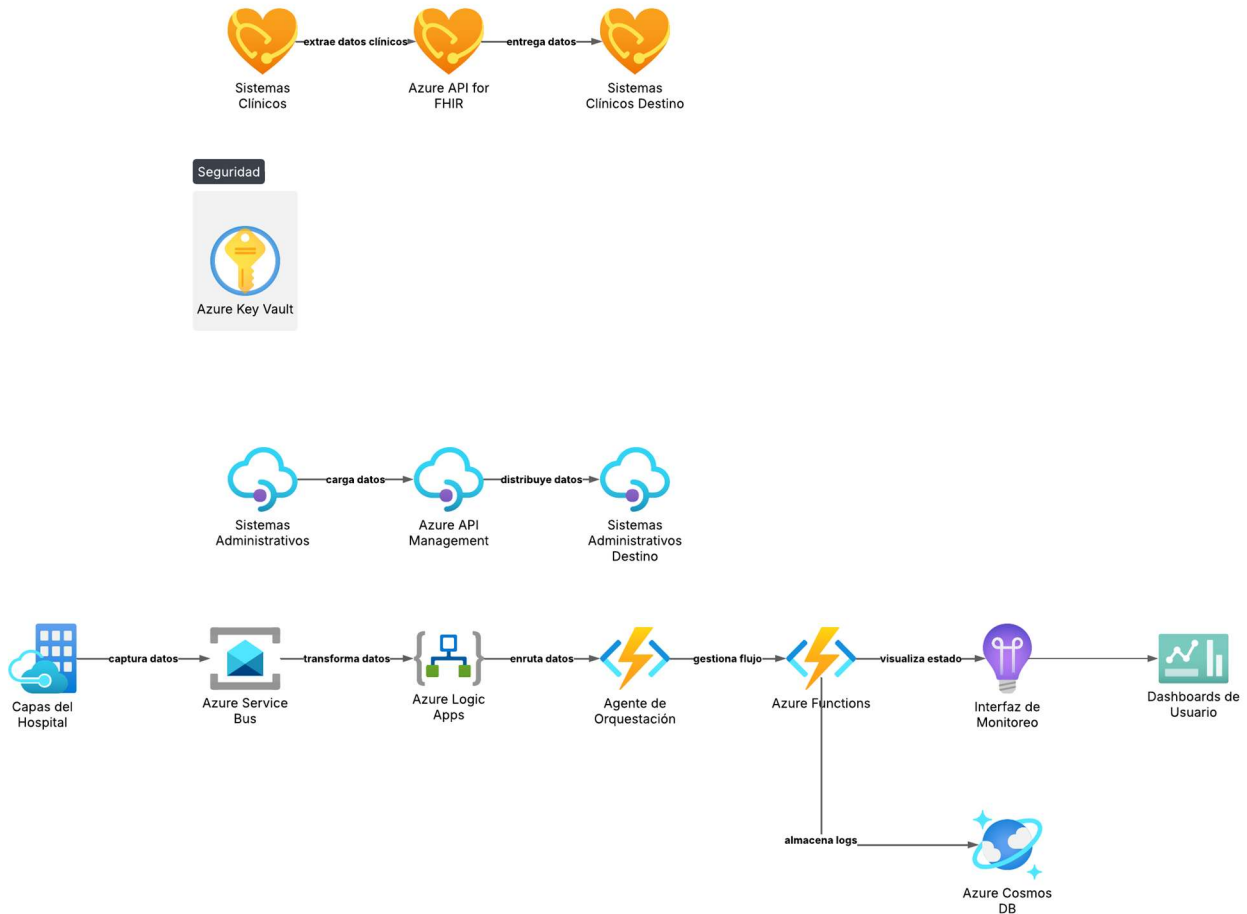 extrae datos clínicos
entrega datos
Sistemas
Clínicos
Azure API for
FHIR
Sistemas
Clínicos Destino
Seguridad
Azure Key Vault
carga datos
distribuye datos
Sistemas
Administrativos
Azure API
Management
Sistemas
Administrativos
Destino
captura datos
transforma datos
enruta datos
gestiona flujo
visualiza estado
Capas del
Hospital
Azure Service
Bus
Azure Logic
Apps
Agente de
Orquestación
Azure Functions
Interfaz de
Monitoreo
Dashboards de
Usuario
almacena logs
Azure Cosmos
DB